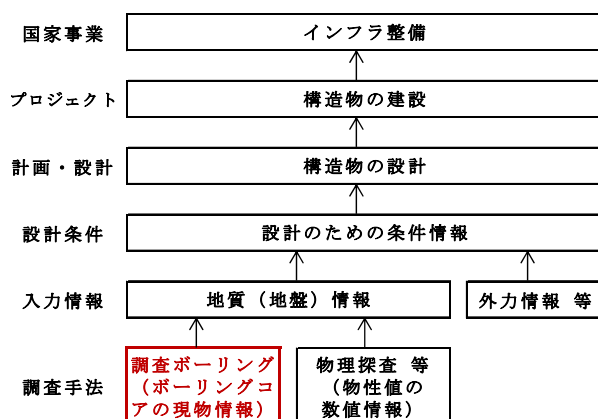 国家事業
インフラ整備
プロジェクト
構造物の建設
計画・設計
構造物の設計
設計条件
設計のための条件情報
入力情報
地質（地盤）情報
外力情報 等
調査手法
調査ボーリング
（ボーリングコ
アの現物情報）
物理探査 等
（物性値の
数値情報）